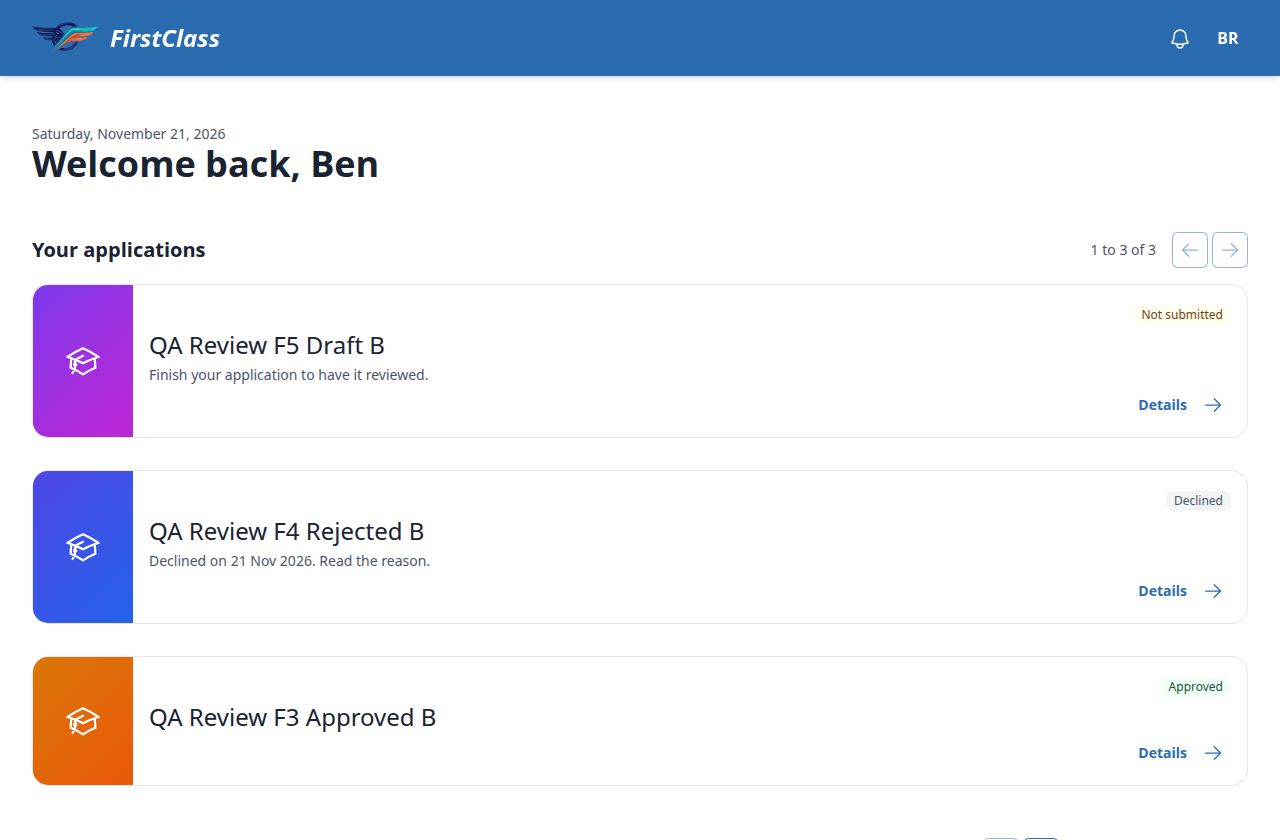 FirstClass
BR
Saturday, November 21, 2026
Welcome back, Ben
Your applications
1 to 3 of 3
Not submitted
QA Review F5 Draft B
Finish your application to have it reviewed.
Details
Declined
QA Review F4 Rejected B
Declined on 21 Nov 2026. Read the reason.
Details
Approved
QA Review F3 Approved B
Details